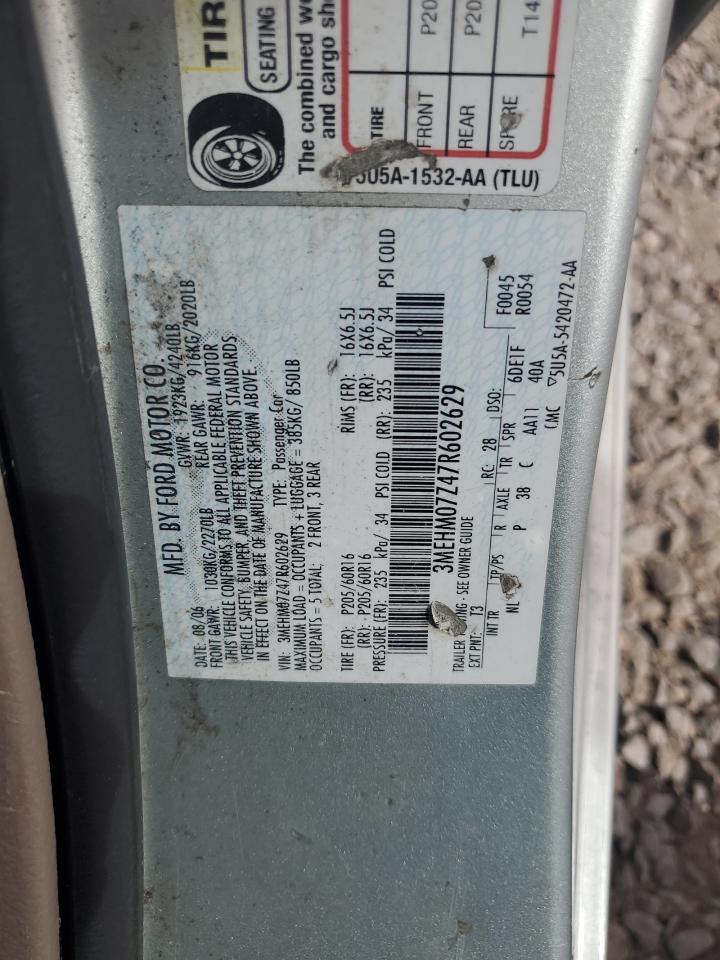 TIR
SEATING
The combined we
and cargo sh
TIRE
FRONT P20
REAR P20
T14
5U5A-1532-AA (TLU)
MFD. BY FORD MOTOR CO.
DATE: 08/06 GVWR: 1923KG/4240LB
FRONT GAWR: 1030KG/2270LB REAR GAWR: 916KG/2020LB
THIS VEHICLE CONFORMS TO ALL APPLICABLE FEDERAL MOTOR
VEHICLE SAFETY, BUMPER, AND THEFT PREVENTION STANDARDS
IN EFFECT ON THE DATE OF MANUFACTURE SHOWN ABOVE.
VIN: 3MEHM07Z47R602629 TYPE: Passenger Car
MAXIMUM LOAD = OCCUPANTS + LUGGAGE = 385KG/ 850LB
OCCUPANTS = 5 TOTAL; 2 FRONT, 3 REAR
TIRE (FR): P205/60R16 RIMS (FR): 16X6.5J
(RR): P205/60R16 (RR): 16X6.5J
PRESSURE (FR): 235 kPa/ 34 PSI COLD (RR): 235 kPa/ 34 PSI COLD
3MEHM07Z47R602629
TRAILER SEE OWNER GUIDE
EXT PNT: T3 RC: 28 DSO: F0045
R0054
INT TR TP/PS R AXLE TR SPR 6DE1F
NL P 38 C AA11 40A
CMC ▽5U5A-5420472-AA